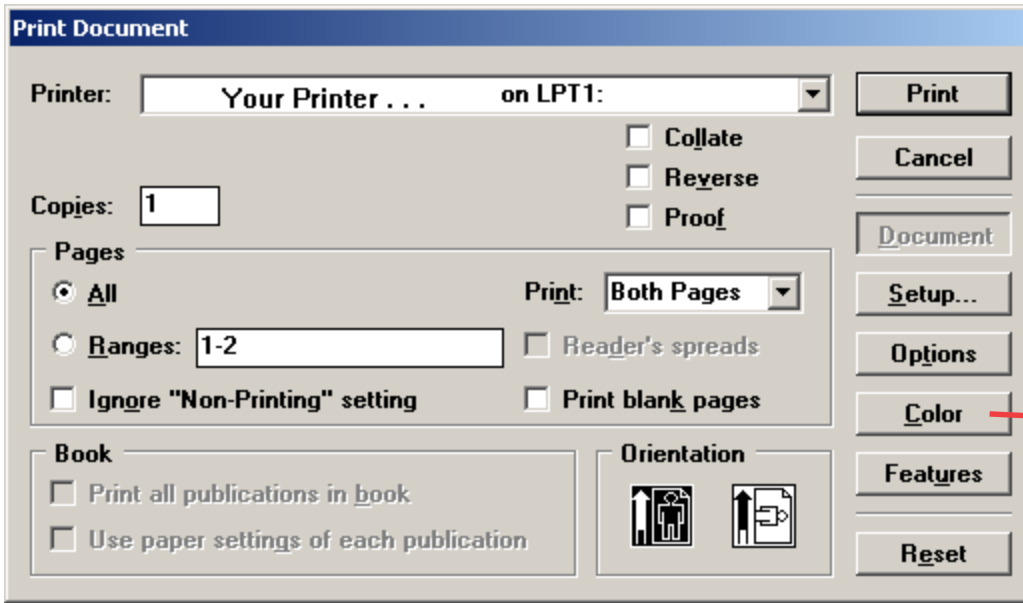 Print Document
Printer: Your Printer . . . on LPT1: Print
Collate
Cancel
Reverse
Copies: 1
Proof
Document
Pages
All Print: Both Pages Setup...
Ranges: 1-2 Reader's spreads Options
Ignore "Non-Printing" setting Print blank pages
Color
Book Orientation
Features
Print all publications in book
Use paper settings of each publication
Reset